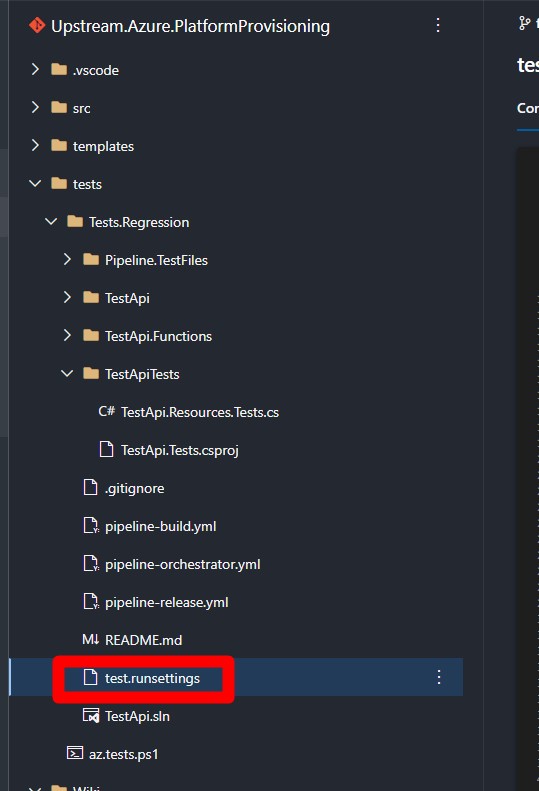 Upstream.Azure.PlatformProvisioning
.vscode
src
templates
tests
Tests.Regression
Pipeline.TestFiles
TestApi
TestApi.Functions
TestApiTests
C# TestApi.Resources.Tests.cs
TestApi.Tests.csproj
.gitignore
pipeline-build.yml
pipeline-orchestrator.yml
pipeline-release.yml
M↓ README.md
test.runsettings
TestApi.sln
az.tests.ps1
Wiki
tes
Con